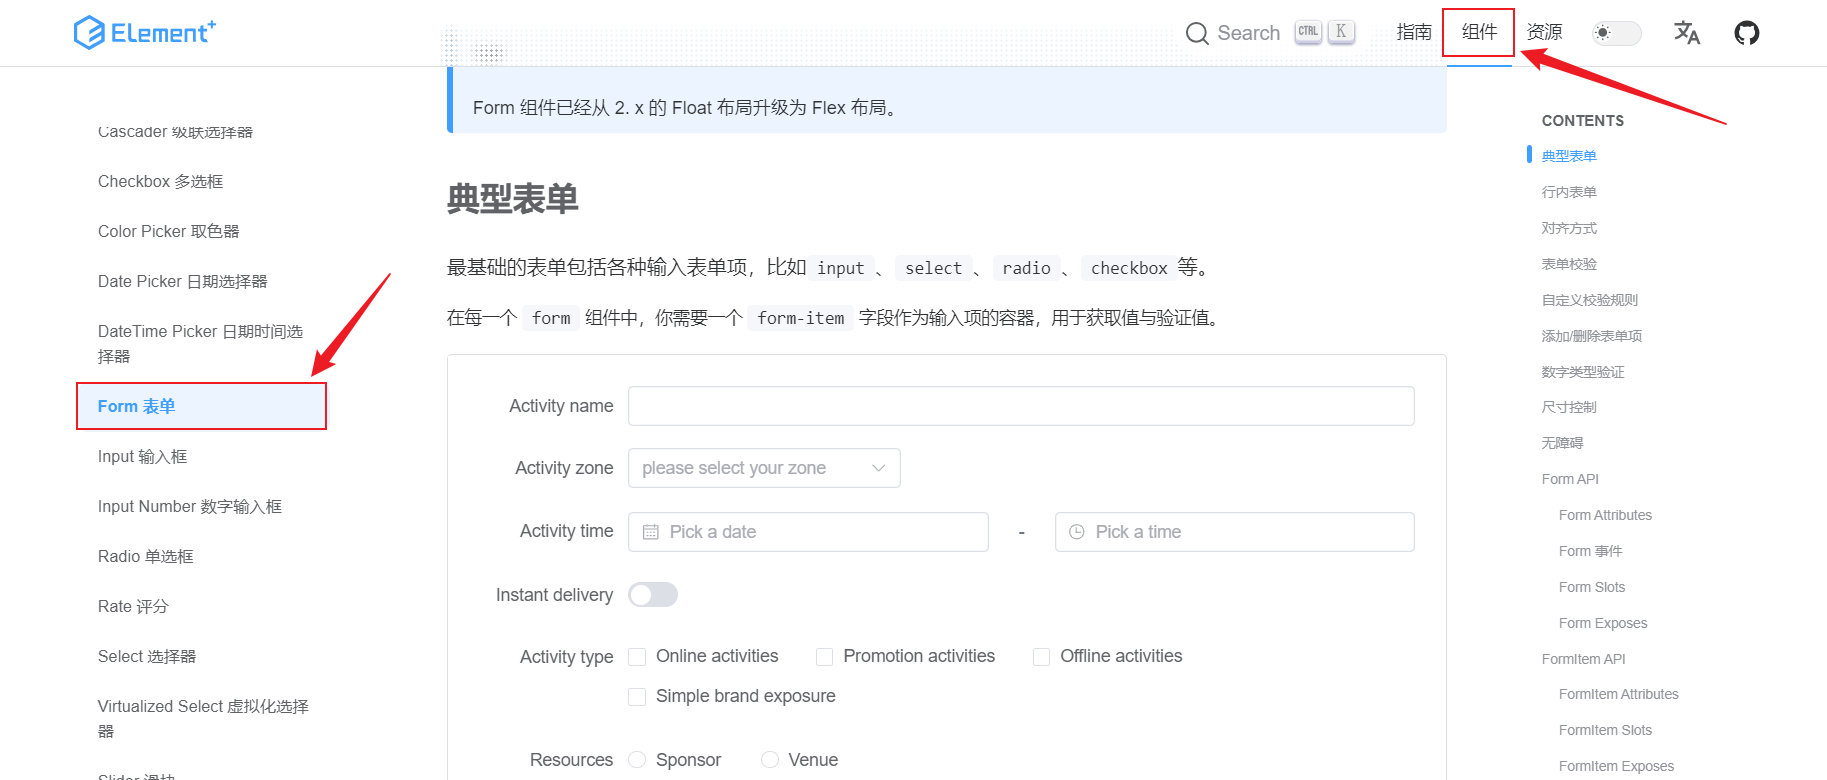 Element+
Search CTRL K
指南
组件
资源
Cascader 级联选择器
Checkbox 多选框
Color Picker 取色器
Date Picker 日期选择器
DateTime Picker 日期时间选
择器
Form 表单
Input 输入框
Input Number 数字输入框
Radio 单选框
Rate 评分
Select 选择器
Virtualized Select 虚拟化选择
器
Slider 滑块
Form 组件已经从 2. x 的 Float 布局升级为 Flex 布局。
典型表单
最基础的表单包括各种输入表单项，比如 input 、 select 、 radio 、 checkbox 等。
在每一个 form 组件中，你需要一个 form-item 字段作为输入项的容器，用于获取值与验证值。
Activity name
Activity zone please select your zone
Activity time Pick a date - Pick a time
Instant delivery
Activity type Online activities Promotion activities Offline activities
Simple brand exposure
Resources Sponsor Venue
CONTENTS
典型表单
行内表单
对齐方式
表单校验
自定义校验规则
添加/删除表单项
数字类型验证
尺寸控制
无障碍
Form API
Form Attributes
Form 事件
Form Slots
Form Exposes
FormItem API
FormItem Attributes
FormItem Slots
FormItem Exposes